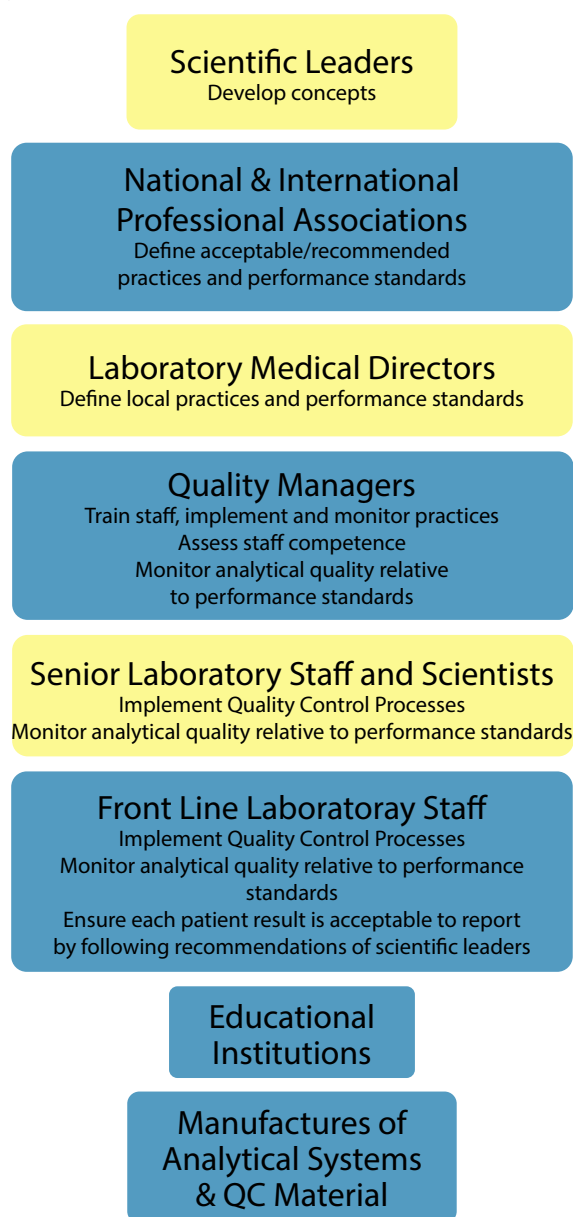 Scientific Leaders
Develop concepts
National & International
Professional Associations
Define acceptable/recommended
practices and performance standards
Laboratory Medical Directors
Define local practices and performance standards
Quality Managers
Train staff, implement and monitor practices
Assess staff competence
Monitor analytical quality relative
to performance standards
Senior Laboratory Staff and Scientists
Implement Quality Control Processes
Monitor analytical quality relative to performance standards
Front Line Laboratoray Staff
Implement Quality Control Processes
Monitor analytical quality relative to performance
standards
Ensure each patient result is acceptable to report
by following recommendations of scientific leaders
Educational
Institutions
Manufactures of
Analytical Systems
& QC Material